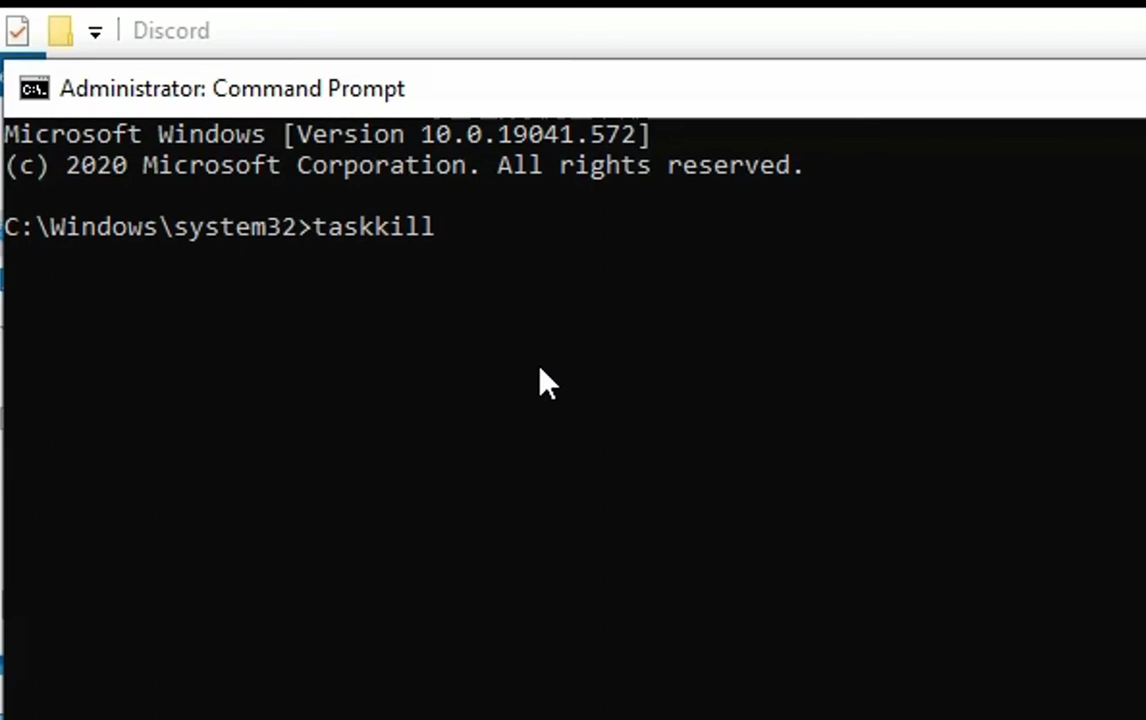 Discord
Administrator: Command Prompt
Microsoft Windows [Version 10.0.19041.572]
(c) 2020 Microsoft Corporation. All rights reserved.
C:\Windows\system32>taskkill